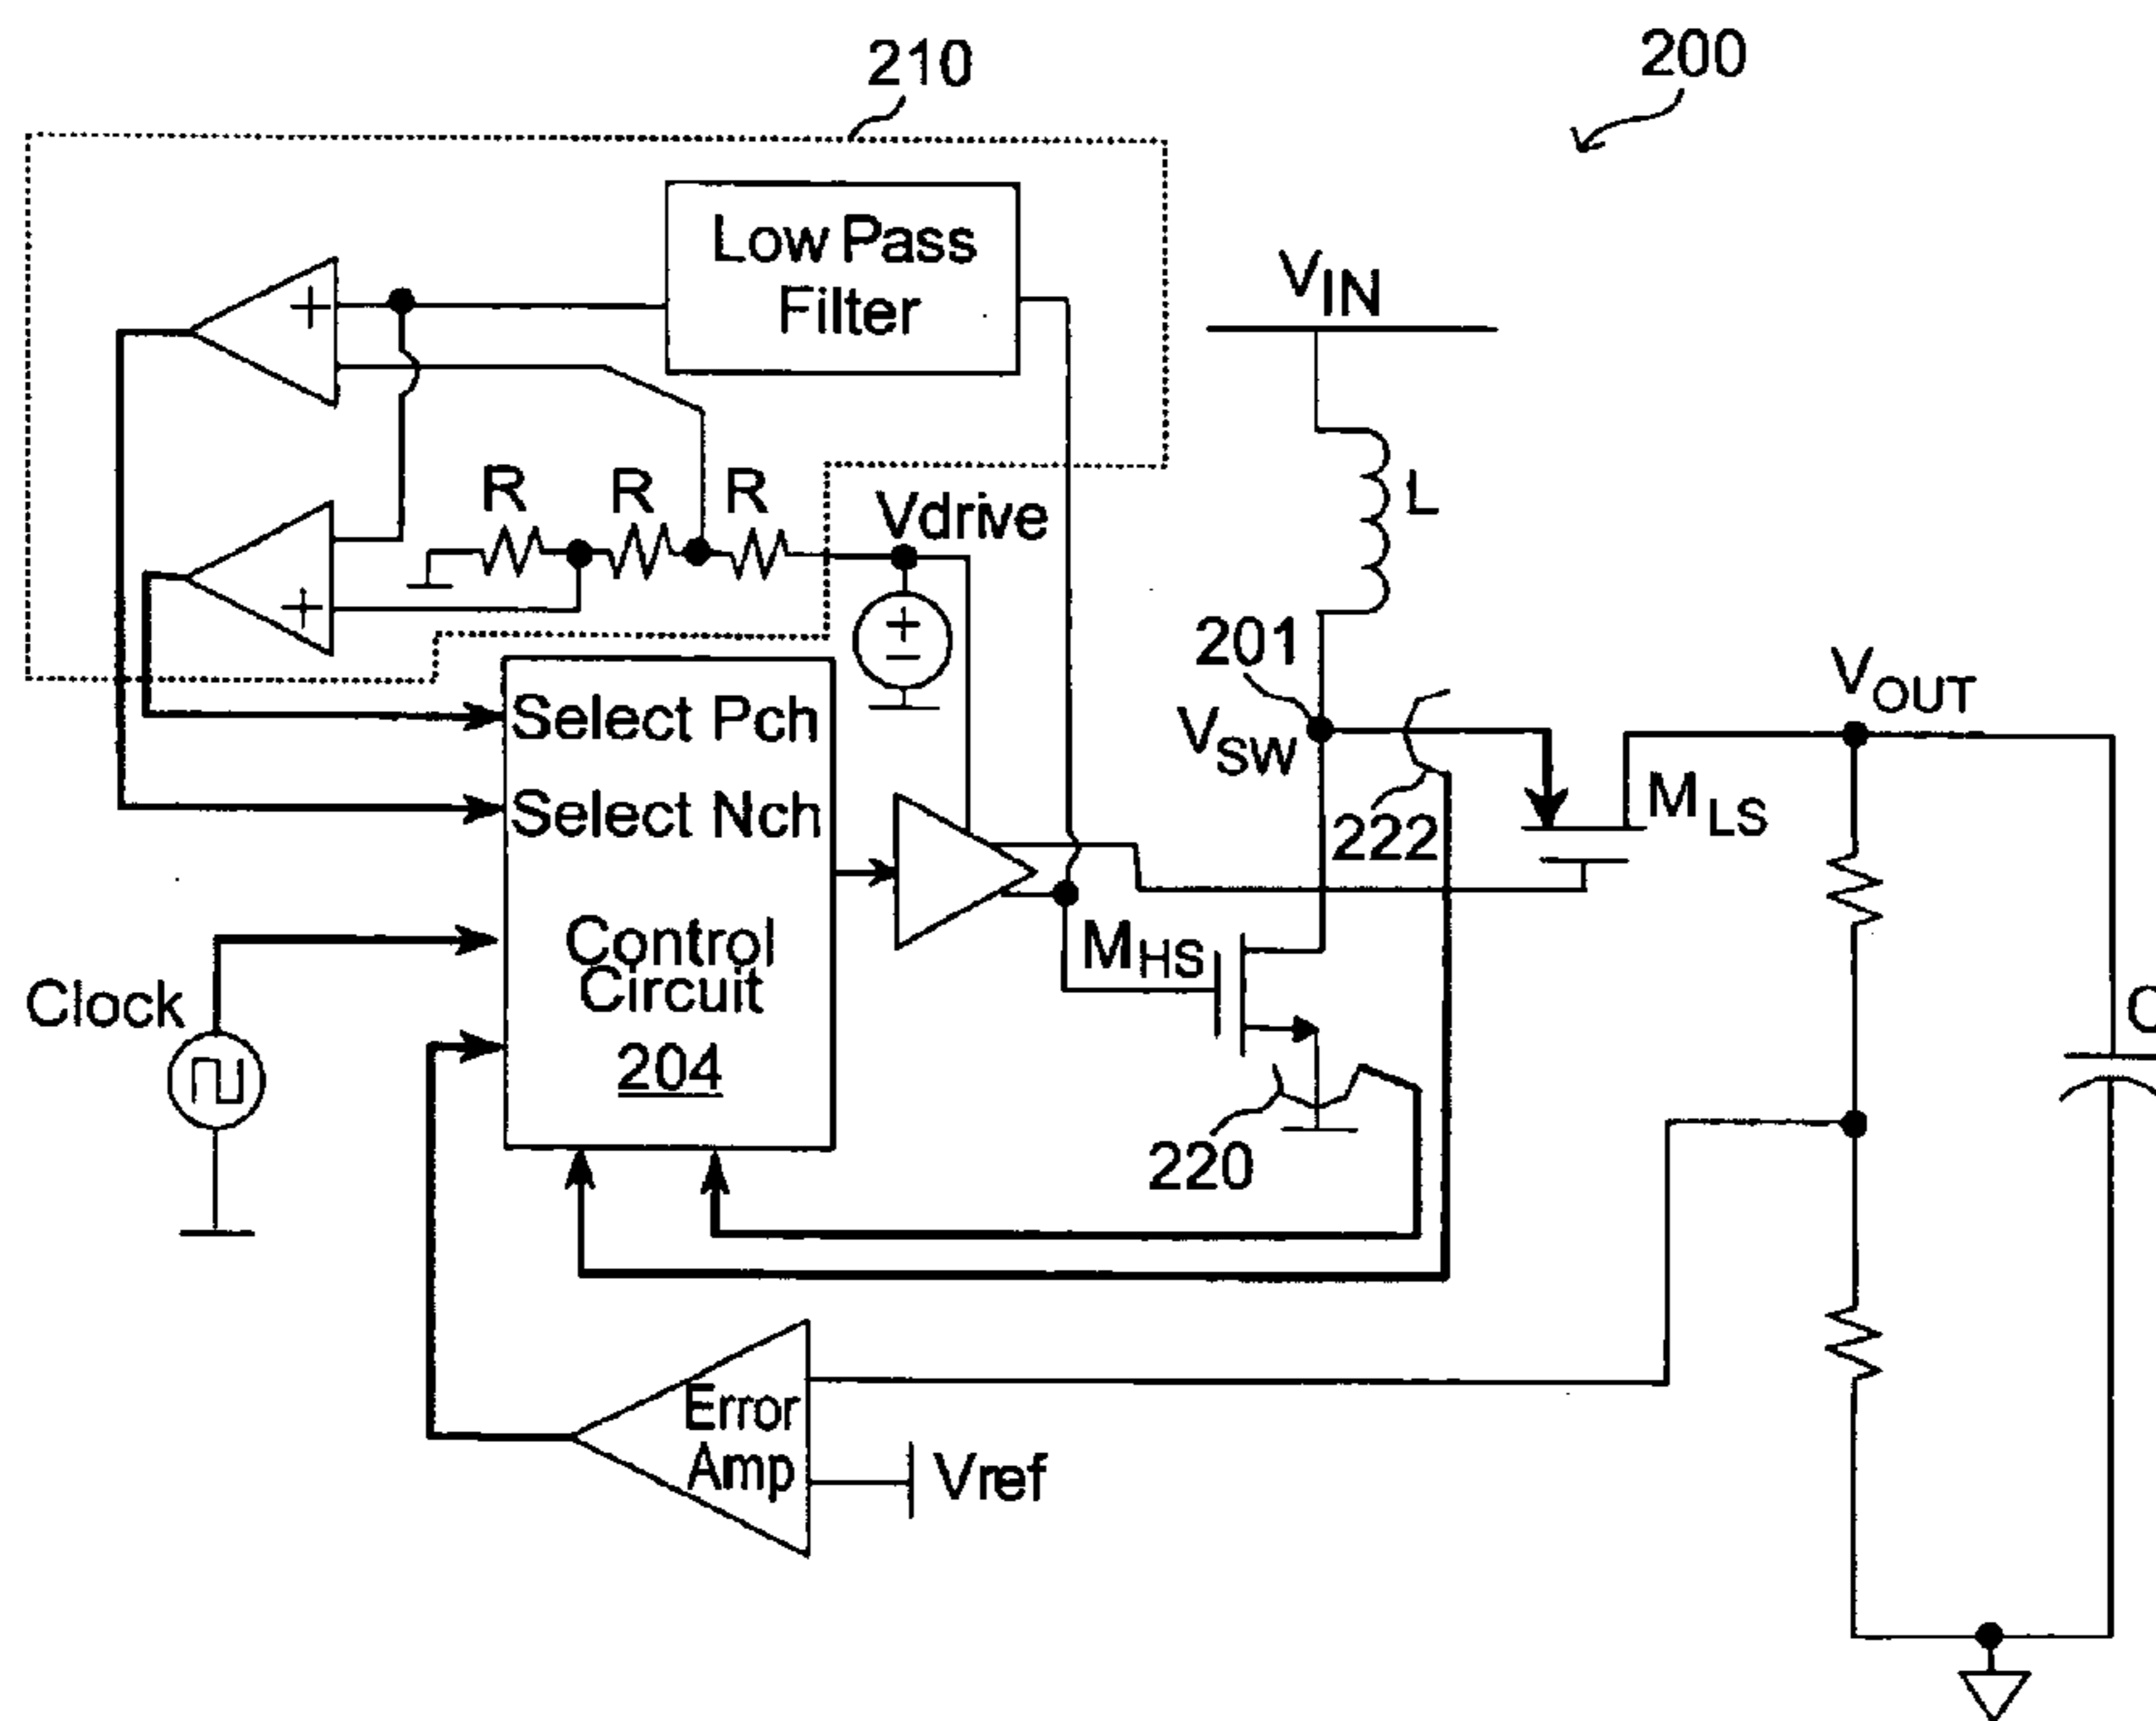 210
200
Low Pass
Filter
+
VIN
R
R
R
Vdrive
L
+
+
−
201
VSW
VOUT
Select Pch
Select Nch
222
MLS
MHS
Control
Circuit
204
Clock
C
220
Error
Amp
Vref